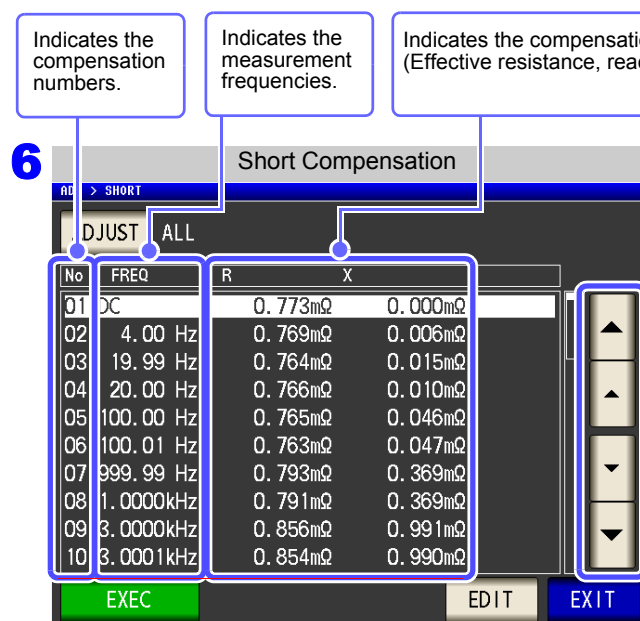 Indicates the
compensation
numbers.
Indicates the
measurement
frequencies.
Indicates the
(Effective resistance,
6
Short Compensation
> SHORT
ALL
No FREQ R X
01 DC 0.773mΩ 0.000mΩ
02 4.00 Hz 0.769mΩ 0.006mΩ
03 19.99 Hz 0.764mΩ 0.015mΩ
04 20.00 Hz 0.766mΩ 0.010mΩ
05 100.00 Hz 0.765mΩ 0.046mΩ
06 100.01 Hz 0.763mΩ 0.047mΩ
07 999.99 Hz 0.793mΩ 0.369mΩ
08 1.0000kHz 0.791mΩ 0.369mΩ
09 3.0000kHz 0.856mΩ 0.991mΩ
10 3.0001kHz 0.854mΩ 0.990mΩ
EXEC EDIT EXIT